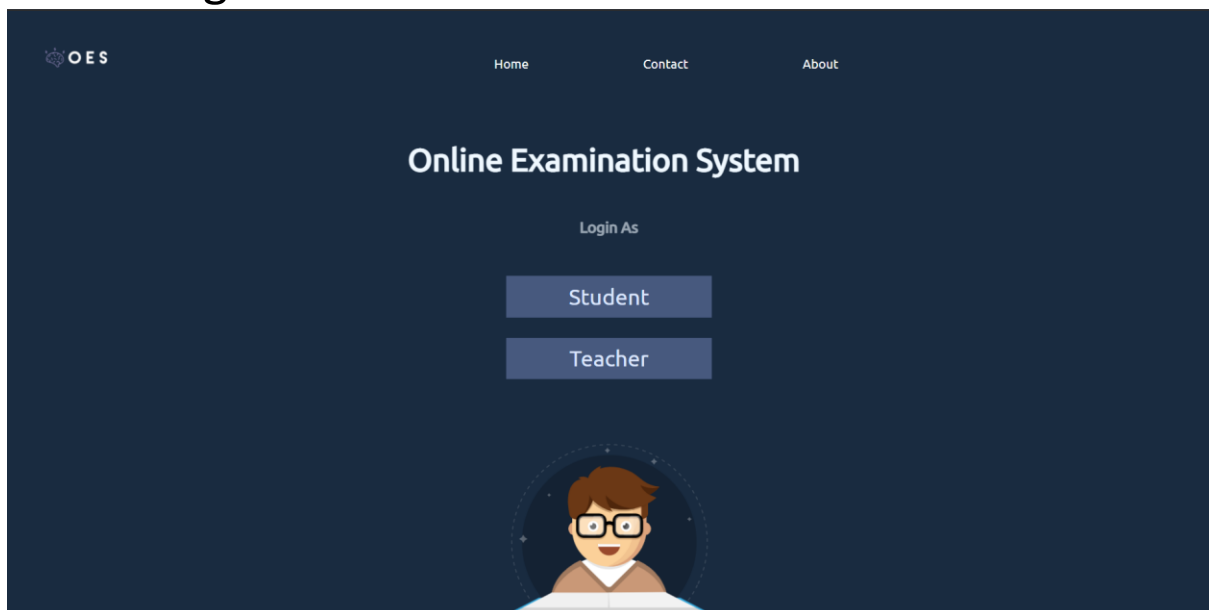 OES
Home Contact About
Online Examination System
Login As
Student
Teacher